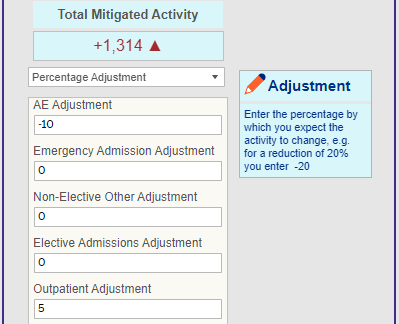 Total Mitigated Activity
+1,314 ▲
Percentage Adjustment
AE Adjustment
-10
Emergency Admission Adjustment
0
Non-Elective Other Adjustment
0
Elective Admissions Adjustment
0
Outpatient Adjustment
5
Adjustment
Enter the percentage by
which you expect the
activity to change, e.g.
for a reduction of 20%
you enter -20